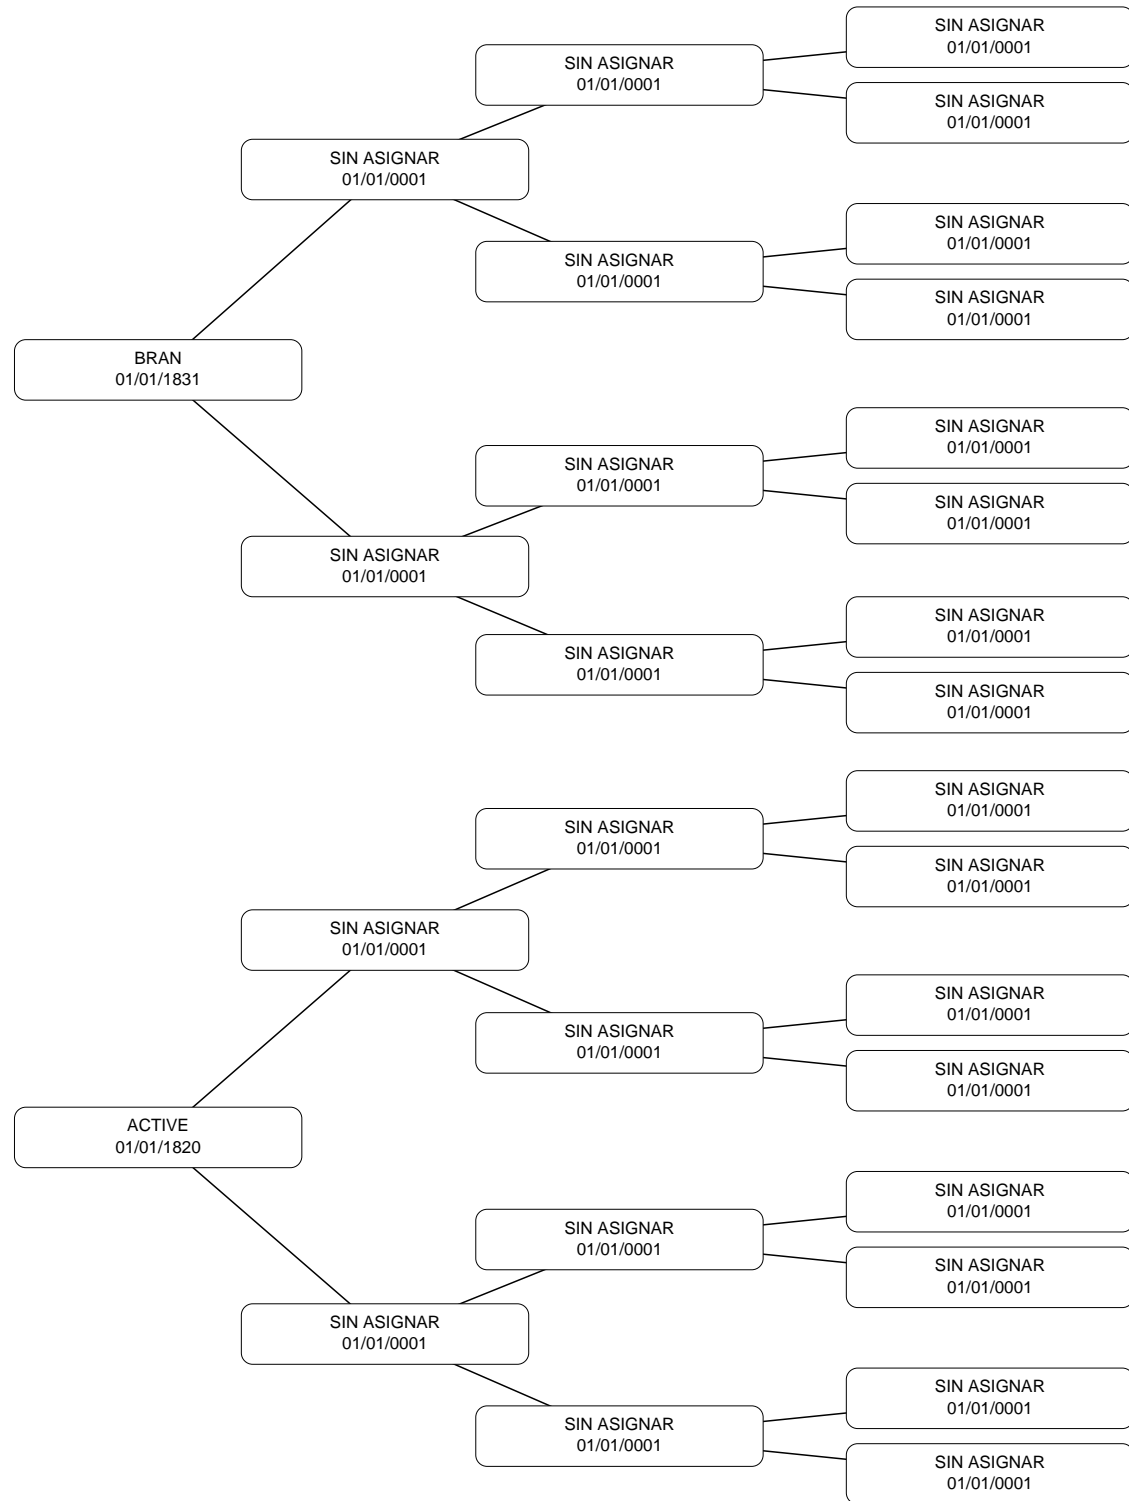 SIN ASIGNAR
01/01/0001
SIN ASIGNAR
01/01/0001
SIN ASIGNAR
01/01/0001
SIN ASIGNAR
01/01/0001
SIN ASIGNAR
01/01/0001
SIN ASIGNAR
01/01/0001
SIN ASIGNAR
01/01/0001
BRAN
01/01/1831
SIN ASIGNAR
01/01/0001
SIN ASIGNAR
01/01/0001
SIN ASIGNAR
01/01/0001
SIN ASIGNAR
01/01/0001
SIN ASIGNAR
01/01/0001
SIN ASIGNAR
01/01/0001
SIN ASIGNAR
01/01/0001
SIN ASIGNAR
01/01/0001
SIN ASIGNAR
01/01/0001
SIN ASIGNAR
01/01/0001
SIN ASIGNAR
01/01/0001
SIN ASIGNAR
01/01/0001
SIN ASIGNAR
01/01/0001
SIN ASIGNAR
01/01/0001
ACTIVE
01/01/1820
SIN ASIGNAR
01/01/0001
SIN ASIGNAR
01/01/0001
SIN ASIGNAR
01/01/0001
SIN ASIGNAR
01/01/0001
SIN ASIGNAR
01/01/0001
SIN ASIGNAR
01/01/0001
SIN ASIGNAR
01/01/0001